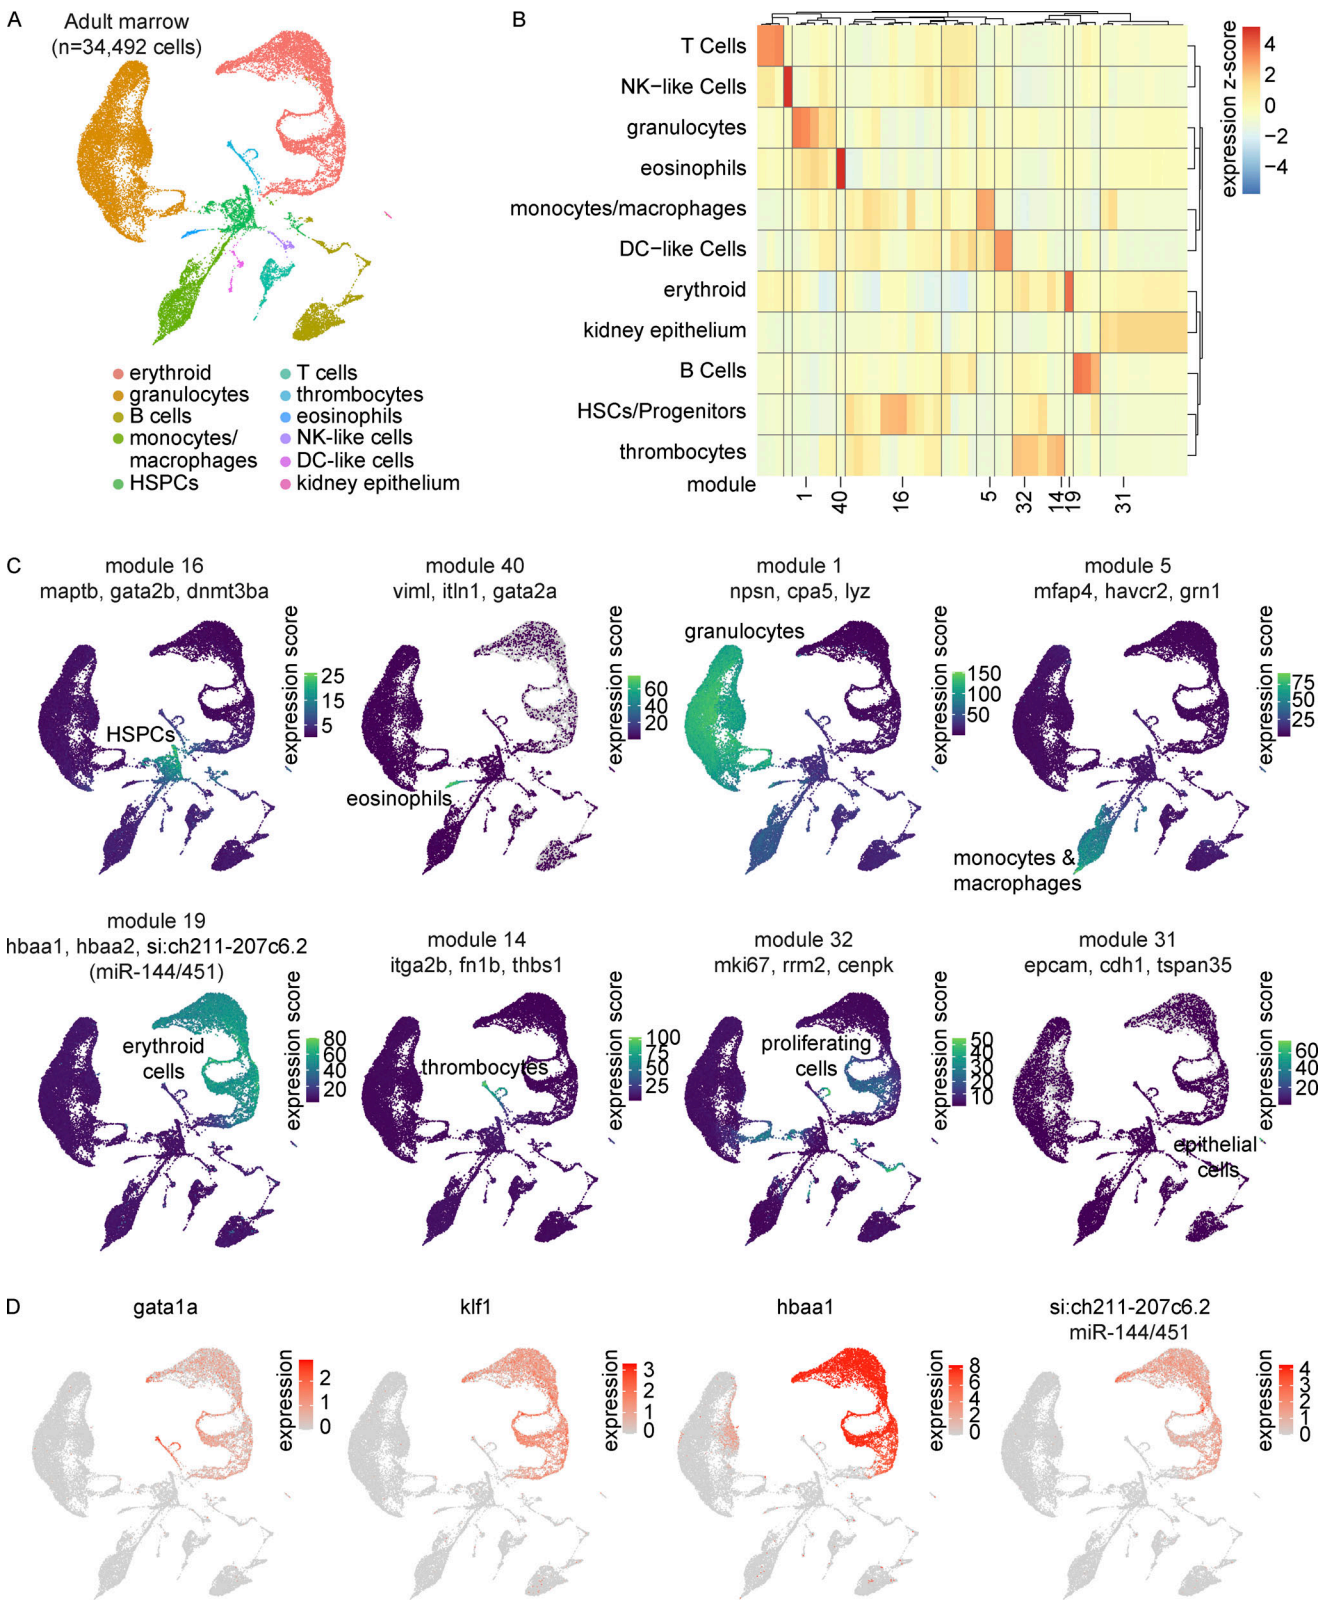 A
Adult marrow
(n=34,492 cells)
erythroid
granulocytes
B cells
monocytes/
macrophages
HSPCs
T cells
thrombocytes
eosinophils
NK-like cells
DC-like cells
kidney epithelium
B
T Cells
NK−like Cells
granulocytes
eosinophils
monocytes/macrophages
DC−like Cells
erythroid
kidney epithelium
B Cells
HSCs/Progenitors
thrombocytes
module
1
40
16
5
32
14
19
31
expression z-score
4
2
0
−2
−4
C
module 16
maptb, gata2b, dnmt3ba
HSPCs
expression score
25
15
5
module 40
viml, itln1, gata2a
eosinophils
expression score
60
40
20
module 1
npsn, cpa5, lyz
granulocytes
expression score
150
100
50
module 5
mfap4, havcr2, grn1
monocytes &
macrophages
expression score
75
50
25
module 19
hbaa1, hbaa2, si:ch211-207c6.2
(miR-144/451)
erythroid
cells
expression score
80
60
40
20
module 14
itga2b, fn1b, thbs1
thrombocytes
expression score
100
75
50
25
module 32
mki67, rrm2, cenpk
proliferating
cells
expression score
50
40
30
20
10
module 31
epcam, cdh1, tspan35
epithelial
cells
expression score
60
40
20
D
gata1a
expression
2
1
0
klf1
expression
3
2
1
0
hbaa1
expression
8
6
4
2
0
si:ch211-207c6.2
miR-144/451
expression
4
3
2
1
0